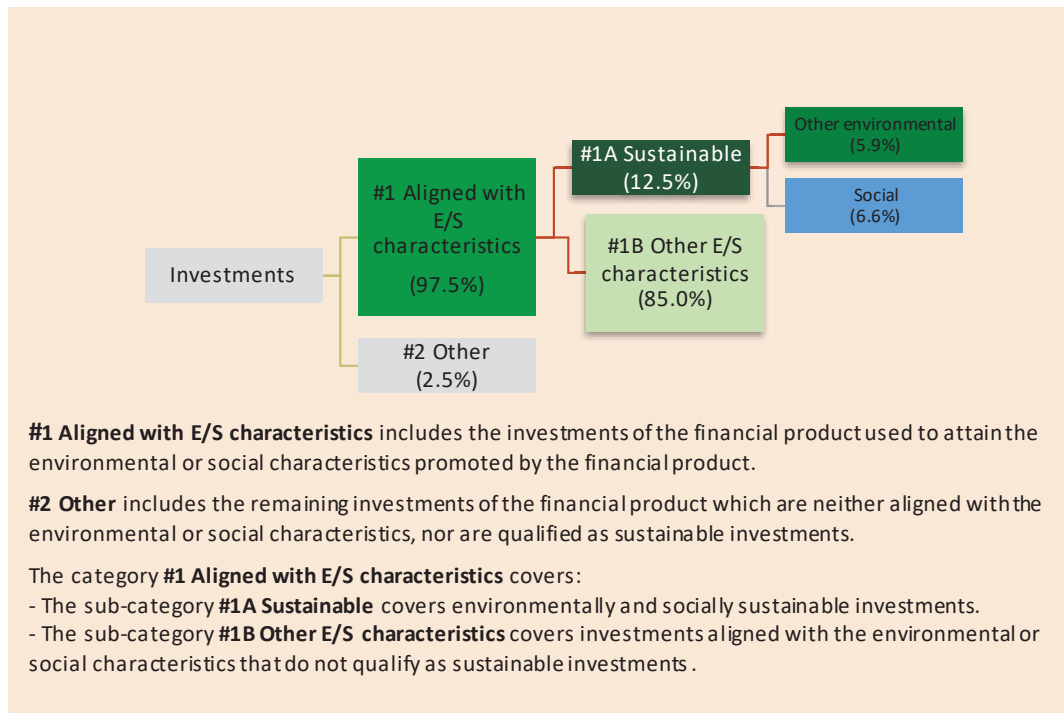 Investments
#1 Aligned with
E/S
characteristics
(97.5%)
#2 Other
(2.5%)
#1A Sustainable
(12.5%)
#1B Other E/S
characteristics
(85.0%)
Other environmental
(5.9%)
Social
(6.6%)
#1 Aligned with E/S characteristics includes the investments of the financial product used to attain the
environmental or social characteristics promoted by the financial product.
#2 Other includes the remaining investments of the financial product which are neither aligned with the
environmental or social characteristics, nor are qualified as sustainable investments.
The category #1 Aligned with E/S characteristics covers:
- The sub-category #1A Sustainable covers environmentally and socially sustainable investments.
- The sub-category #1B Other E/S characteristics covers investments aligned with the environmental or
social characteristics that do not qualify as sustainable investments.